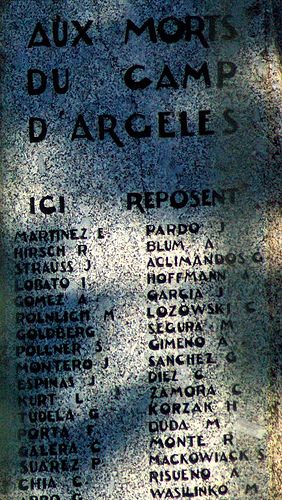 AUX MORTS
DU CAMP
D'ARGELES
ICI REPOSENT
MARTINEZ E.
HIRSCH R
STRAUSS J
LOBATO I
GOMEZ A
GOLDBERG
POLLNER S
MONTERO J
ESPINAS J
KURT L
TUDELA G
PORTA F
GALERA C
SUAREZ P
CHIA C
PARDO J
BLUM A
ACLIMANDOS G
HOFFMANN
GARCIA J
LOZOWSKI C
SEGURA M
GIMENO A
SANCHEZ G
DIEZ G
ZAMORA C
KORZAK H
DUDA M
MONTE R
MACKOWIACK S
RISUENO A
WASILINKO M